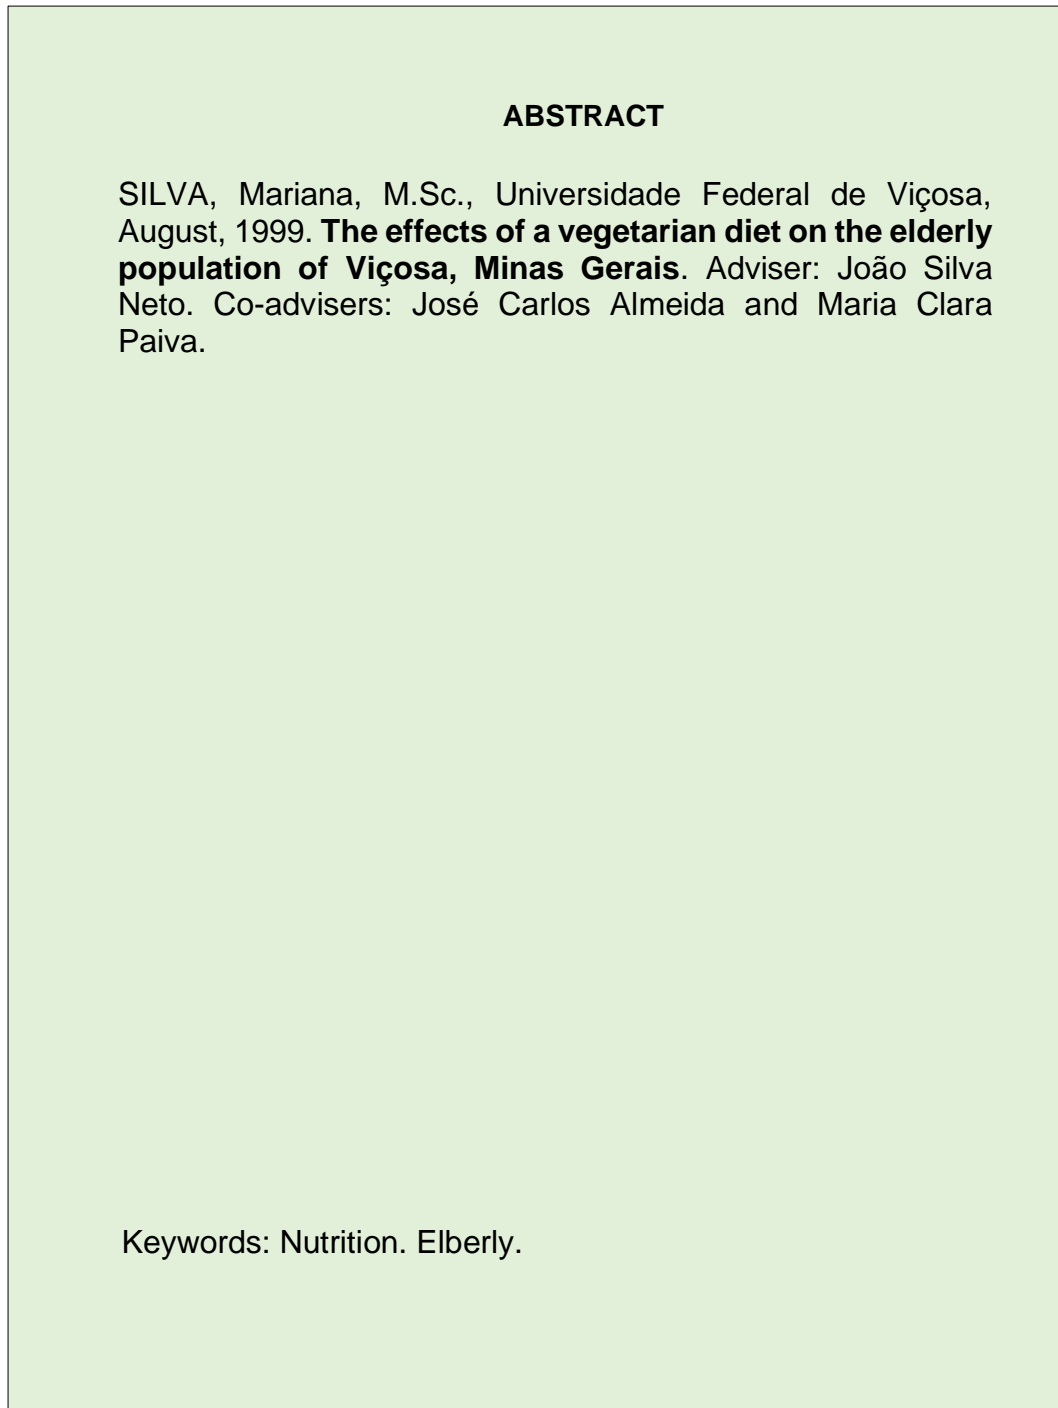 ABSTRACT
SILVA, Mariana, M.Sc., Universidade Federal de Viçosa,
August, 1999. The effects of a vegetarian diet on the elderly
population of Viçosa, Minas Gerais. Adviser: João Silva
Neto. Co-advisers: José Carlos Almeida and Maria Clara
Paiva.
Keywords: Nutrition. Elberly.